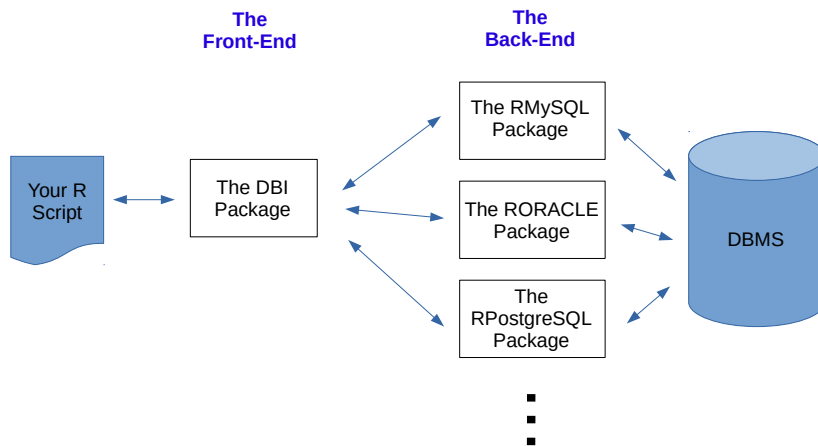 The
Front-End
The
Back-End
Your R
Script
The DBI
Package
The RMySQL
Package
The RORACLE
Package
The
RPostgreSQL
Package
DBMS